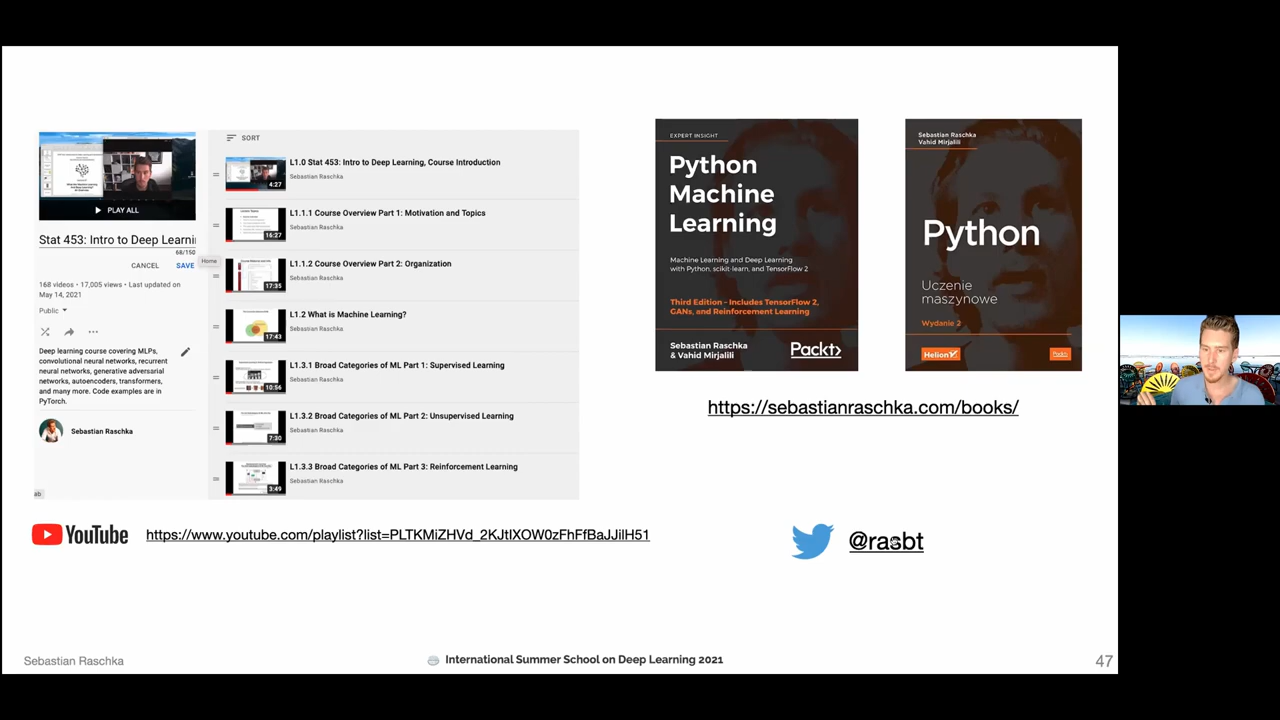 PLAY ALL
Stat 453: Intro to Deep Learni
68/150
CANCEL SAVE
Home
168 videos • 17,005 views • Last updated on
May 14, 2021
Public
Deep learning course covering MLPs,
convolutional neural networks, recurrent
neural networks, generative adversarial
networks, autoencoders, transformers,
and many more. Code examples are in
PyTorch.
Sebastian Raschka
SORT
L1.0 Stat 453: Intro to Deep Learning, Course Introduction
Sebastian Raschka
4:27
L1.1.1 Course Overview Part 1: Motivation and Topics
Sebastian Raschka
16:27
L1.1.2 Course Overview Part 2: Organization
Sebastian Raschka
17:35
L1.2 What is Machine Learning?
Sebastian Raschka
17:43
L1.3.1 Broad Categories of ML Part 1: Supervised Learning
Sebastian Raschka
10:56
L1.3.2 Broad Categories of ML Part 2: Unsupervised Learning
Sebastian Raschka
7:30
L1.3.3 Broad Categories of ML Part 3: Reinforcement Learning
Sebastian Raschka
3:49
EXPERT INSIGHT
Python
Machine
Learning
Machine Learning and Deep Learning
with Python, scikit-learn, and TensorFlow 2
Third Edition – Includes TensorFlow 2,
GANs, and Reinforcement Learning
Sebastian Raschka
& Vahid Mirjalili
Packt>
Sebastian Raschka
Vahid Mirjalili
Python
Uczenie
maszynowe
Wydanie 2
Helion
Packt>
https://sebastianraschka.com/books/
YouTube
https://www.youtube.com/playlist?list=PLTKMiZHVd_2KJtIXOW0zFhFfBaJJilH51
@rasbt
Sebastian Raschka
International Summer School on Deep Learning 2021
47